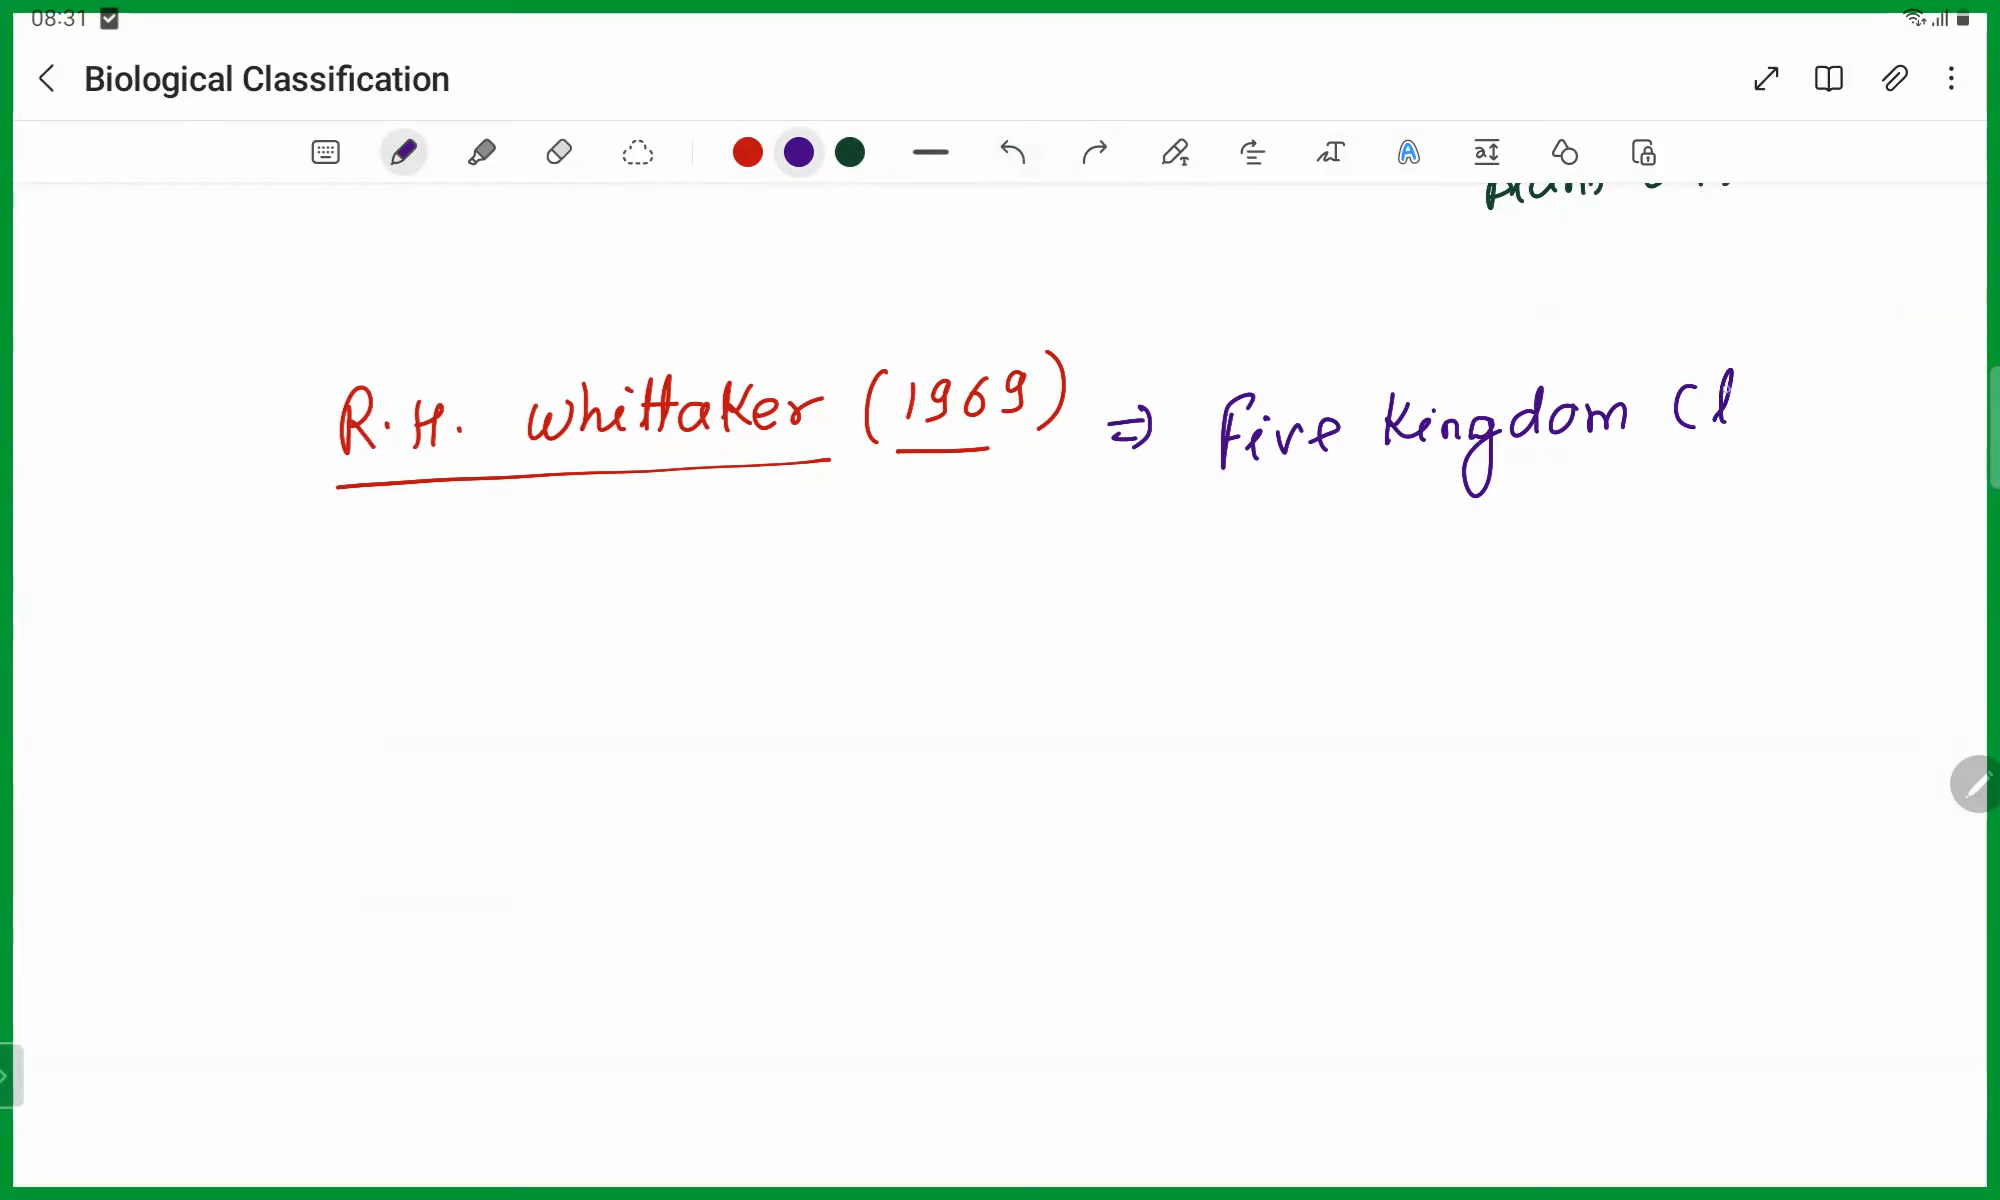 08:31
Biological Classification
R.H. Whittaker (1969) ⇒ Five Kingdom Cl